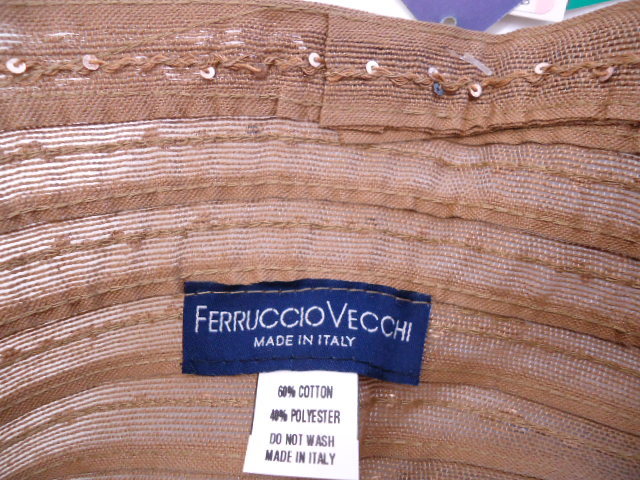 FERRUCCIO VECCHI
MADE IN ITALY
60% COTTON
40% POLYESTER
DO NOT WASH
MADE IN ITALY